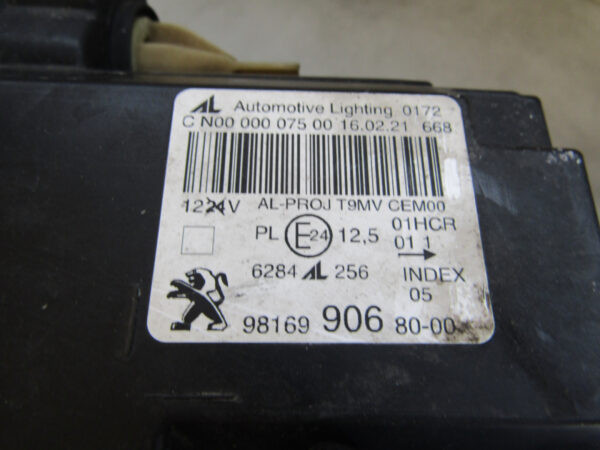 AL Automotive Lighting 0172
C N00 000 075 00 16.02.21 668
1224V AL-PROJ T9MV CEM00
PL E24 12,5 01HCR
01 1
6284 AL 256 INDEX
05
98169 906 80-00